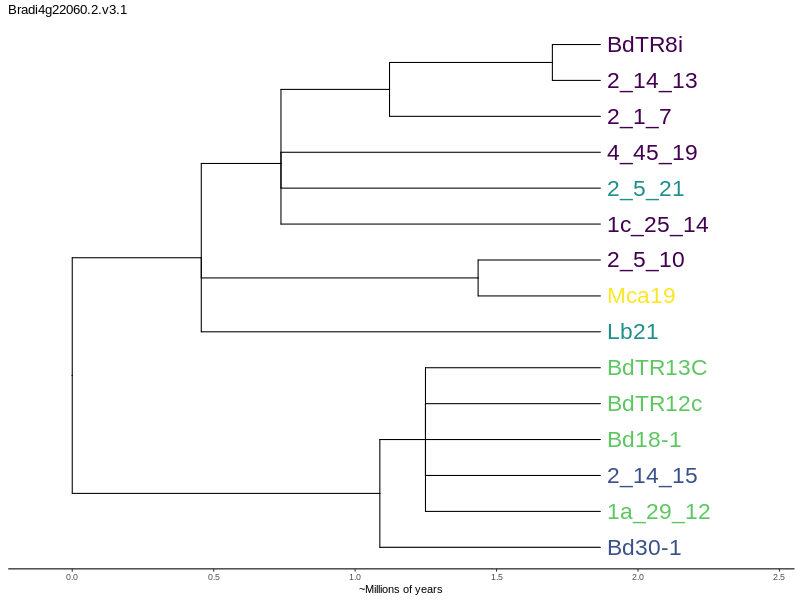 Bradi4g22060.2.v3.1
BdTR8i
2_14_13
2_1_7
4_45_19
2_5_21
1c_25_14
2_5_10
Mca19
Lb21
BdTR13C
BdTR12c
Bd18-1
2_14_15
1a_29_12
Bd30-1
0.0 0.5 1.0 1.5 2.0 2.5
~Millions of years